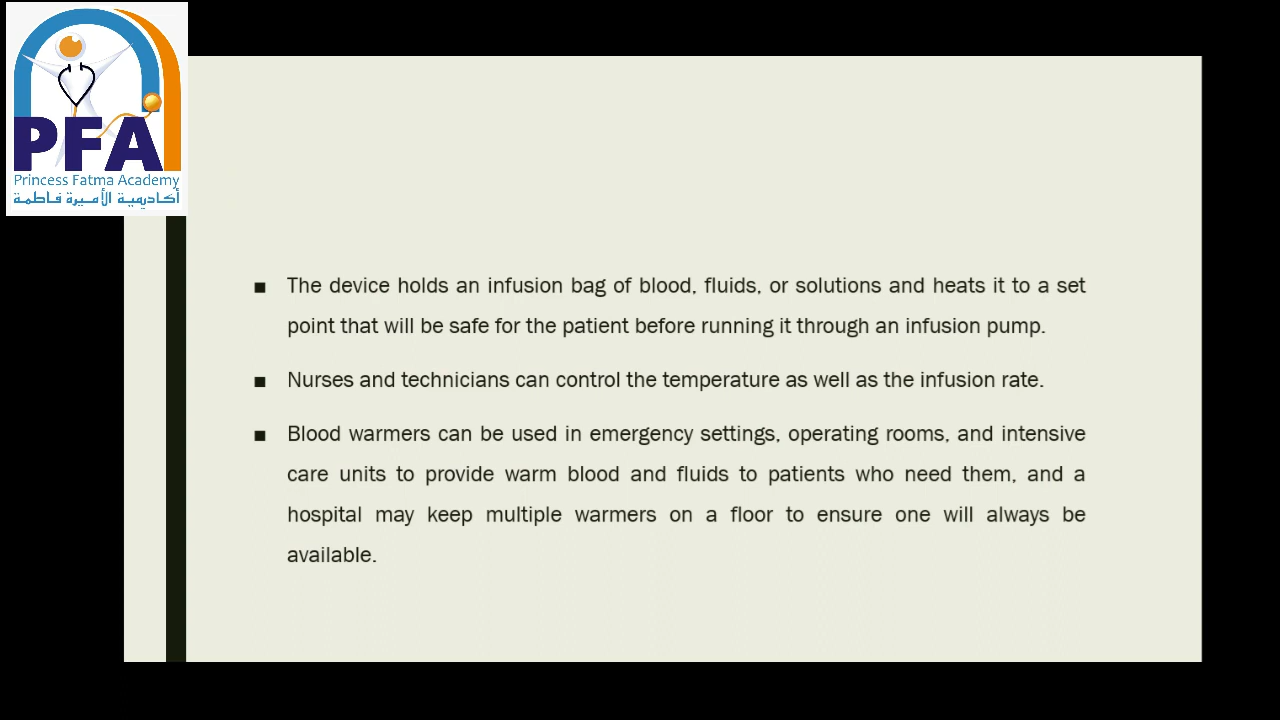 PFA
Princess Fatma Academy
أكاديمية الأميرة فاطمة
■ The device holds an infusion bag of blood, fluids, or solutions and heats it to a set
point that will be safe for the patient before running it through an infusion pump.
■ Nurses and technicians can control the temperature as well as the infusion rate.
■ Blood warmers can be used in emergency settings, operating rooms, and intensive
care units to provide warm blood and fluids to patients who need them, and a
hospital may keep multiple warmers on a floor to ensure one will always be
available.